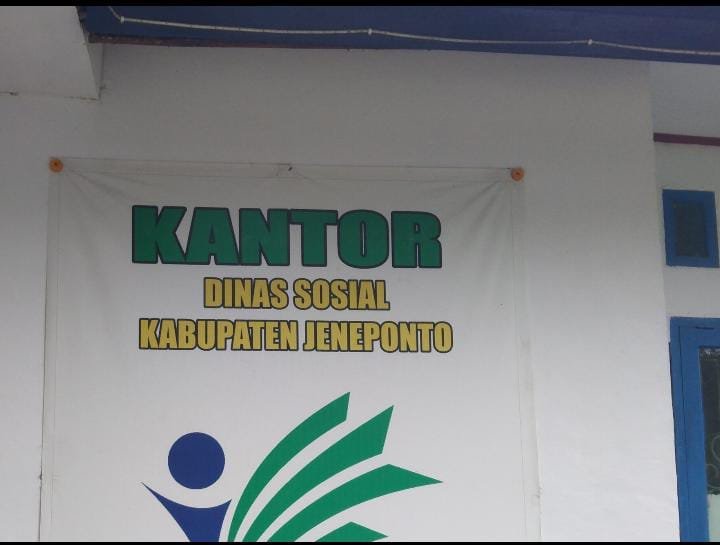 KANTOR
DINAS SOSIAL
KABUPATEN JENEPONTO